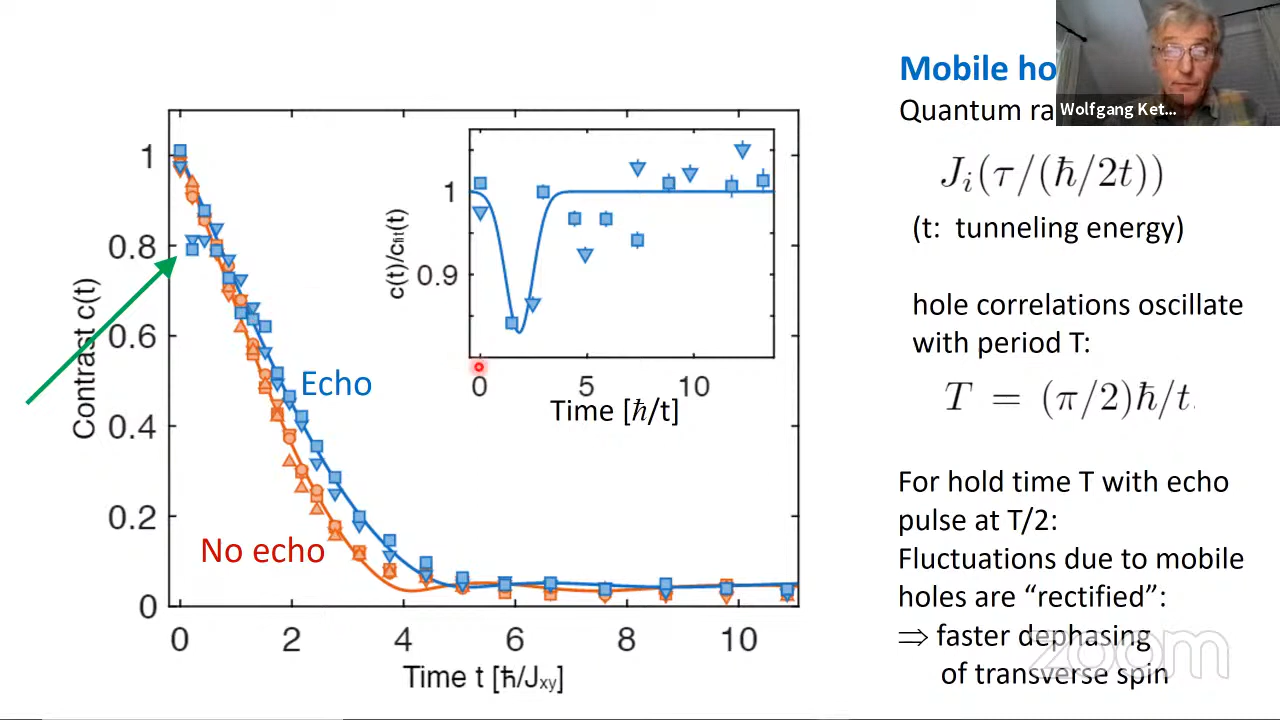 Mobile ho
Wolfgang Ket...
Quantum ra
J_i(τ/(ħ/2t))
(t: tunneling energy)
hole correlations oscillate
with period T:
T = (π/2)ħ/t.
For hold time T with echo
pulse at T/2:
Fluctuations due to mobile
holes are “rectified”:
⇒ faster dephasing
of transverse spin
zoom
Contrast c(t)
1
0.8
0.6
0.4
0.2
0
0 2 4 6 8 10
Time t [ħ/Jxy]
Echo
No echo
c(t)/cfit(t)
1
0.9
0 5 10
Time [ħ/t]